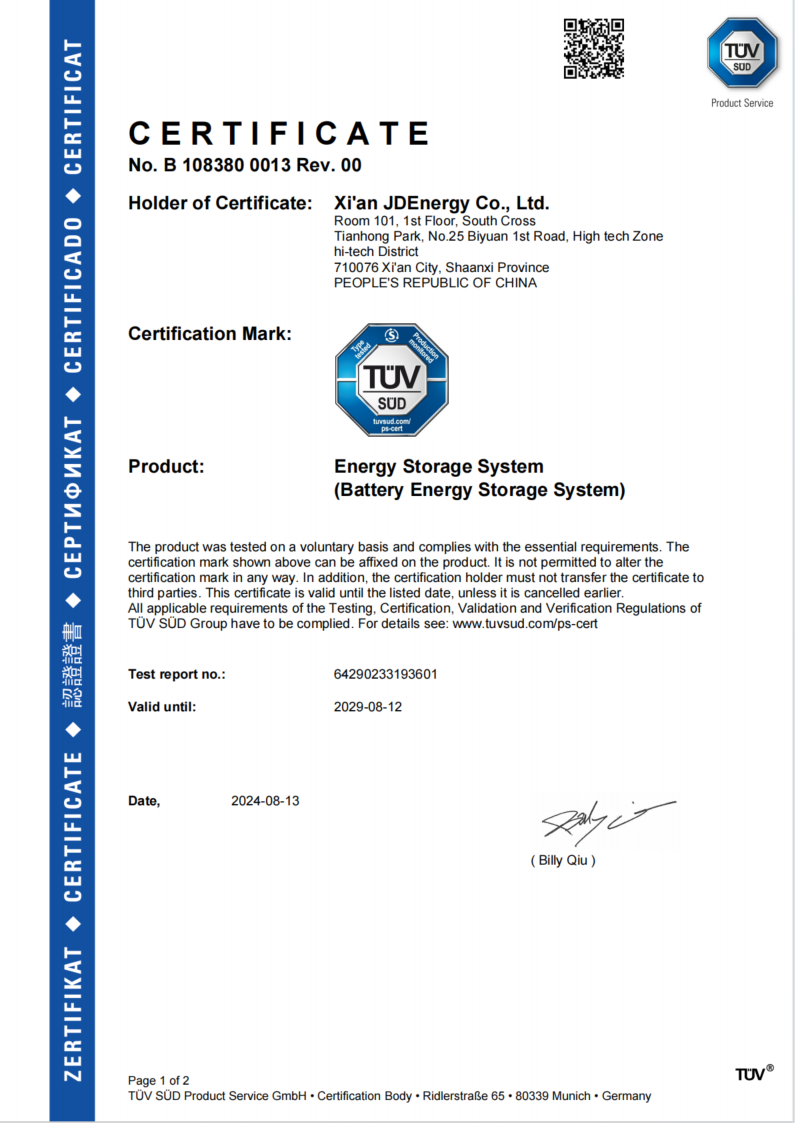 TÜV
SÜD
Product Service
CERTIFICATE
No. B 108380 0013 Rev. 00
Holder of Certificate: Xi'an JDEnergy Co., Ltd.
Room 101, 1st Floor, South Cross
Tianhong Park, No.25 Biyuan 1st Road, High tech Zone
hi-tech District
710076 Xi'an City, Shaanxi Province
PEOPLE'S REPUBLIC OF CHINA
Certification Mark:
Type tested
S
Production monitored
TÜV
SÜD
tuvsud.com/
ps-cert
Product: Energy Storage System
(Battery Energy Storage System)
The product was tested on a voluntary basis and complies with the essential requirements. The
certification mark shown above can be affixed on the product. It is not permitted to alter the
certification mark in any way. In addition, the certification holder must not transfer the certificate to
third parties. This certificate is valid until the listed date, unless it is cancelled earlier.
All applicable requirements of the Testing, Certification, Validation and Verification Regulations of
TÜV SÜD Group have to be complied. For details see: www.tuvsud.com/ps-cert
Test report no.: 64290233193601
Valid until: 2029-08-12
Date, 2024-08-13
( Billy Qiu )
Page 1 of 2
TÜV SÜD Product Service GmbH • Certification Body • Ridlerstraße 65 • 80339 Munich • Germany
TÜV®
ZERTIFIKAT ◆ CERTIFICATE ◆ 認證證書 ◆ СЕРТИФИКАТ ◆ CERTIFICADO ◆ CERTIFICAT